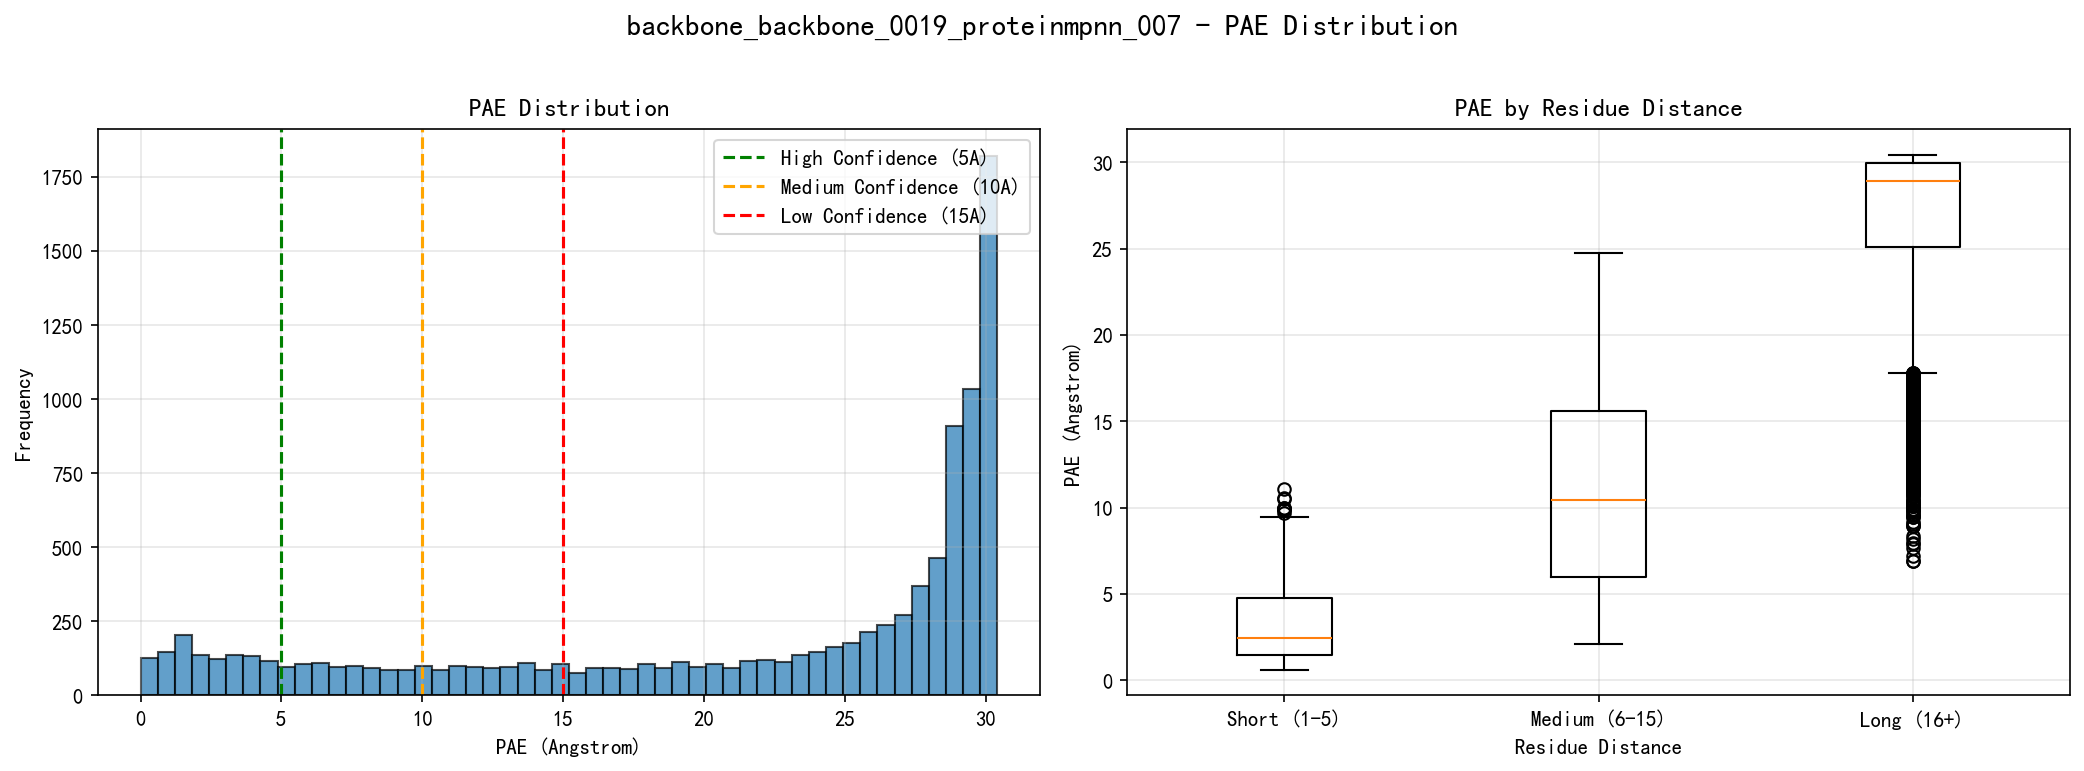 backbone_backbone_0019_proteinmpnn_007 - PAE Distribution
PAE Distribution
High Confidence (5A)
Medium Confidence (10A)
Low Confidence (15A)
1750
1500
1250
1000
750
500
250
0
Frequency
0 5 10 15 20 25 30
PAE (Angstrom)
PAE by Residue Distance
30
25
20
15
10
5
0
PAE (Angstrom)
Short (1-5) Medium (6-15) Long (16+)
Residue Distance